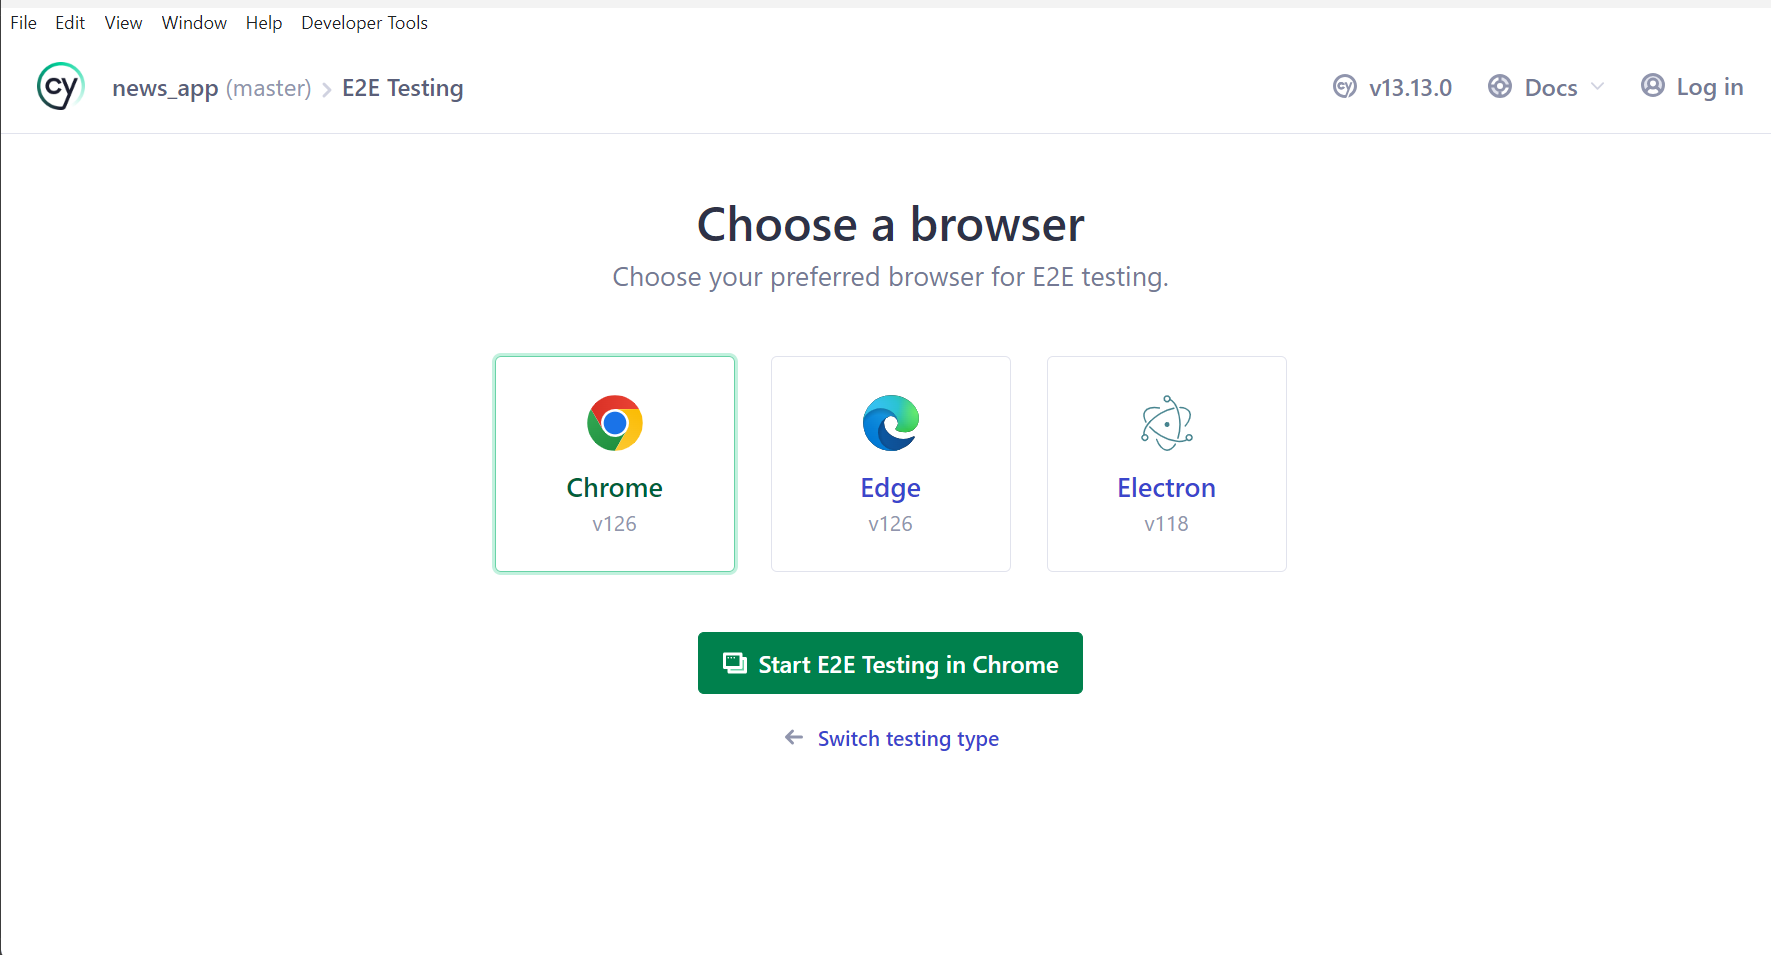 File Edit View Window Help Developer Tools
cy news_app (master) > E2E Testing cy v13.13.0 Docs Log in
Choose a browser
Choose your preferred browser for E2E testing.
Chrome Edge Electron
v126 v126 v118
Start E2E Testing in Chrome
← Switch testing type